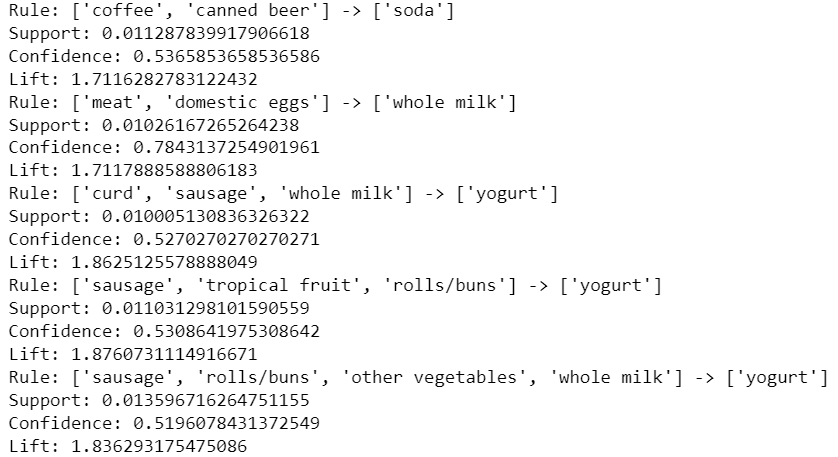 Rule: ['coffee', 'canned beer'] -> ['soda']
Support: 0.011287839917906618
Confidence: 0.5365853658536586
Lift: 1.7116282783122432
Rule: ['meat', 'domestic eggs'] -> ['whole milk']
Support: 0.01026167265264238
Confidence: 0.7843137254901961
Lift: 1.7117888588806183
Rule: ['curd', 'sausage', 'whole milk'] -> ['yogurt']
Support: 0.010005130836326322
Confidence: 0.5270270270270271
Lift: 1.8625125578888049
Rule: ['sausage', 'tropical fruit', 'rolls/buns'] -> ['yogurt']
Support: 0.011031298101590559
Confidence: 0.5308641975308642
Lift: 1.8760731114916671
Rule: ['sausage', 'rolls/buns', 'other vegetables', 'whole milk'] -> ['yogurt']
Support: 0.013596716264751155
Confidence: 0.5196078431372549
Lift: 1.836293175475086